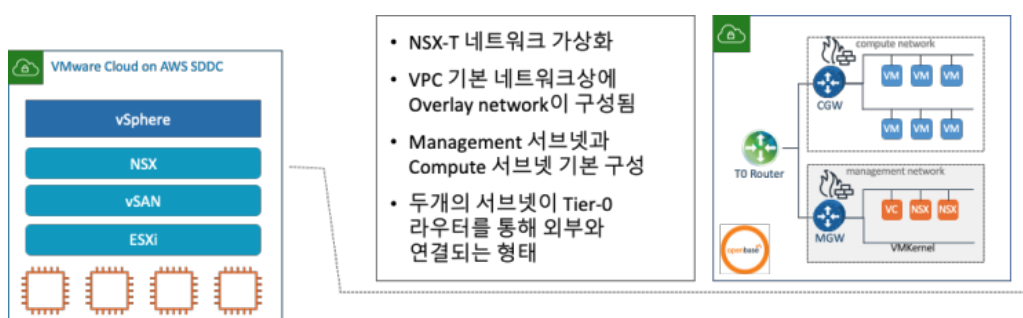 VMware Cloud on AWS SDDC
vSphere
NSX
vSAN
ESXi
• NSX-T 네트워크 가상화
• VPC 기본 네트워크상에
Overlay network이 구성됨
• Management 서브넷과
Compute 서브넷 기본 구성
• 두개의 서브넷이 Tier-0
라우터를 통해 외부와
연결되는 형태
compute network
VM VM VM
CGW
VM VM VM
T0 Router
management network
VC NSX NSX
MGW
VMKernel
openbase